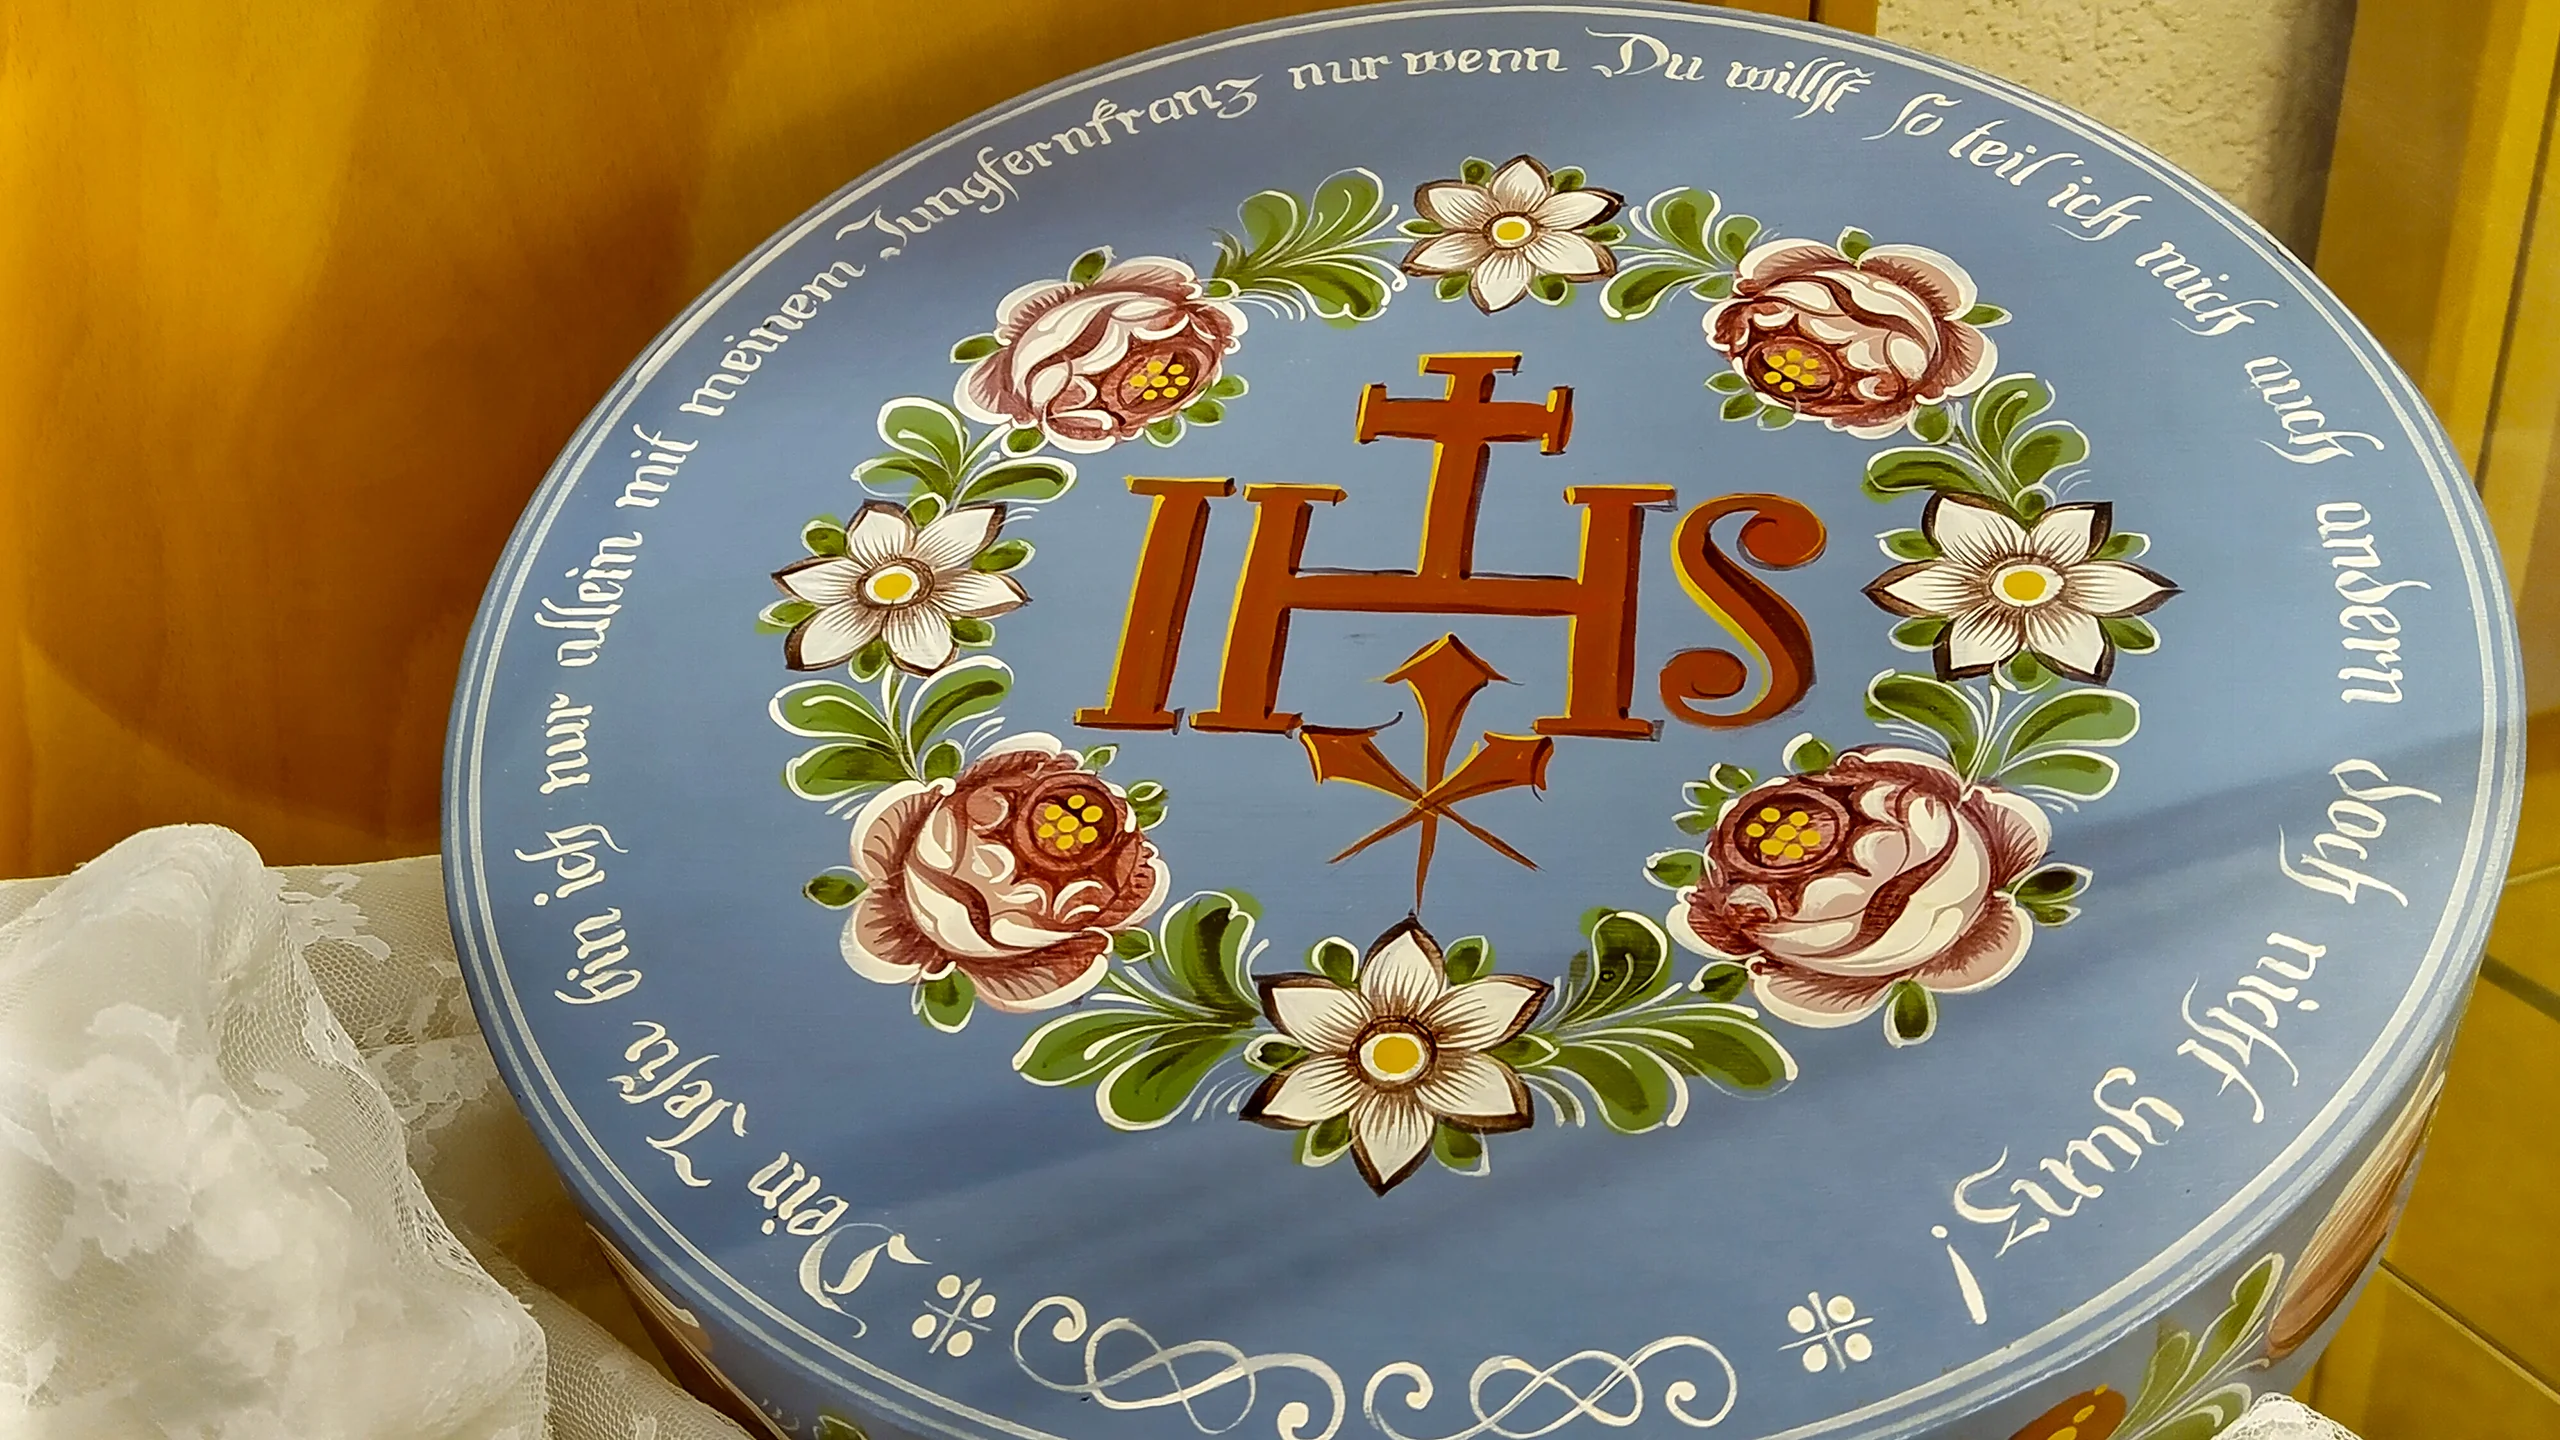 Dein Jesu bin ich nur allein mit meinem Jungfernkranz nur wenn Du willst so teil' ich mich auch andern doch nicht gunz!
IHS